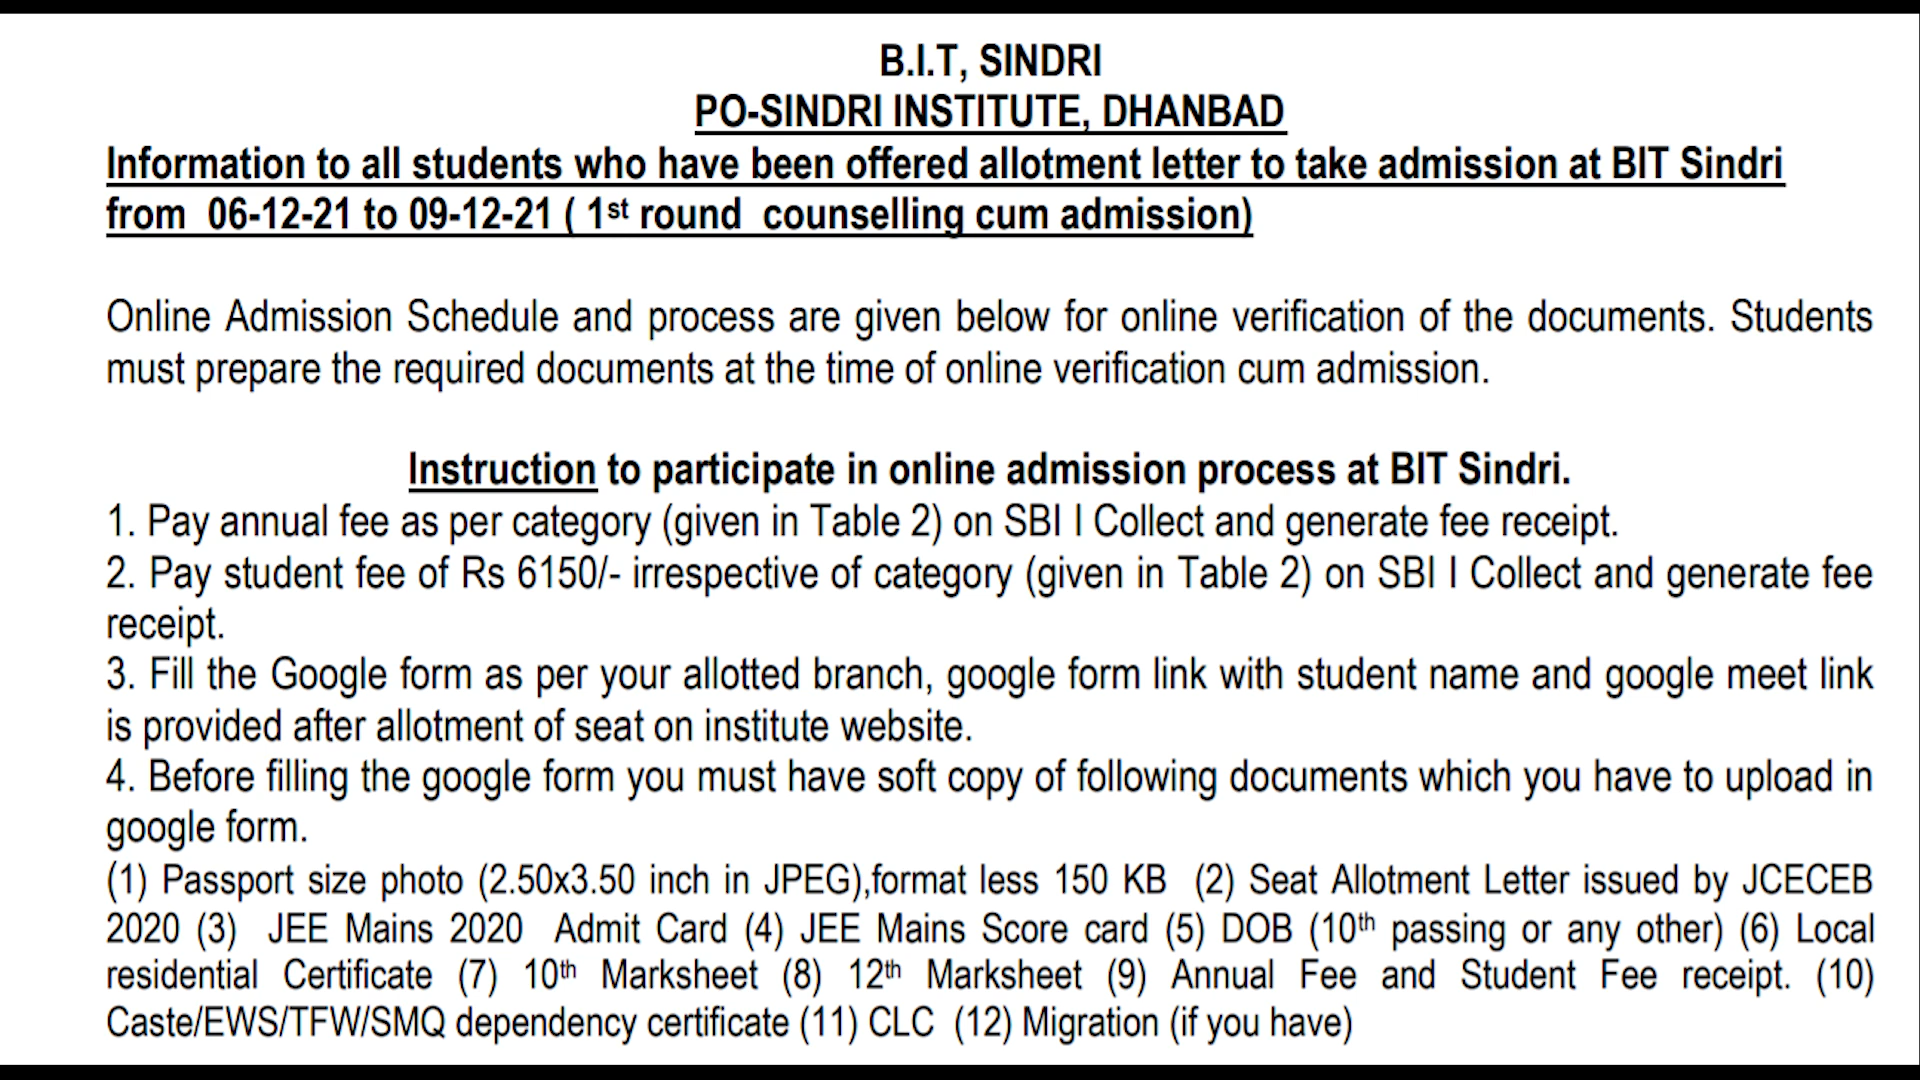 B.I.T, SINDRI
PO-SINDRI INSTITUTE, DHANBAD
Information to all students who have been offered allotment letter to take admission at BIT Sindri
from 06-12-21 to 09-12-21 ( 1st round counselling cum admission)
Online Admission Schedule and process are given below for online verification of the documents. Students
must prepare the required documents at the time of online verification cum admission.
Instruction to participate in online admission process at BIT Sindri.
1. Pay annual fee as per category (given in Table 2) on SBI I Collect and generate fee receipt.
2. Pay student fee of Rs 6150/- irrespective of category (given in Table 2) on SBI I Collect and generate fee
receipt.
3. Fill the Google form as per your allotted branch, google form link with student name and google meet link
is provided after allotment of seat on institute website.
4. Before filling the google form you must have soft copy of following documents which you have to upload in
google form.
(1) Passport size photo (2.50x3.50 inch in JPEG),format less 150 KB (2) Seat Allotment Letter issued by JCECEB
2020 (3) JEE Mains 2020 Admit Card (4) JEE Mains Score card (5) DOB (10th passing or any other) (6) Local
residential Certificate (7) 10th Marksheet (8) 12th Marksheet (9) Annual Fee and Student Fee receipt. (10)
Caste/EWS/TFW/SMQ dependency certificate (11) CLC (12) Migration (if you have)